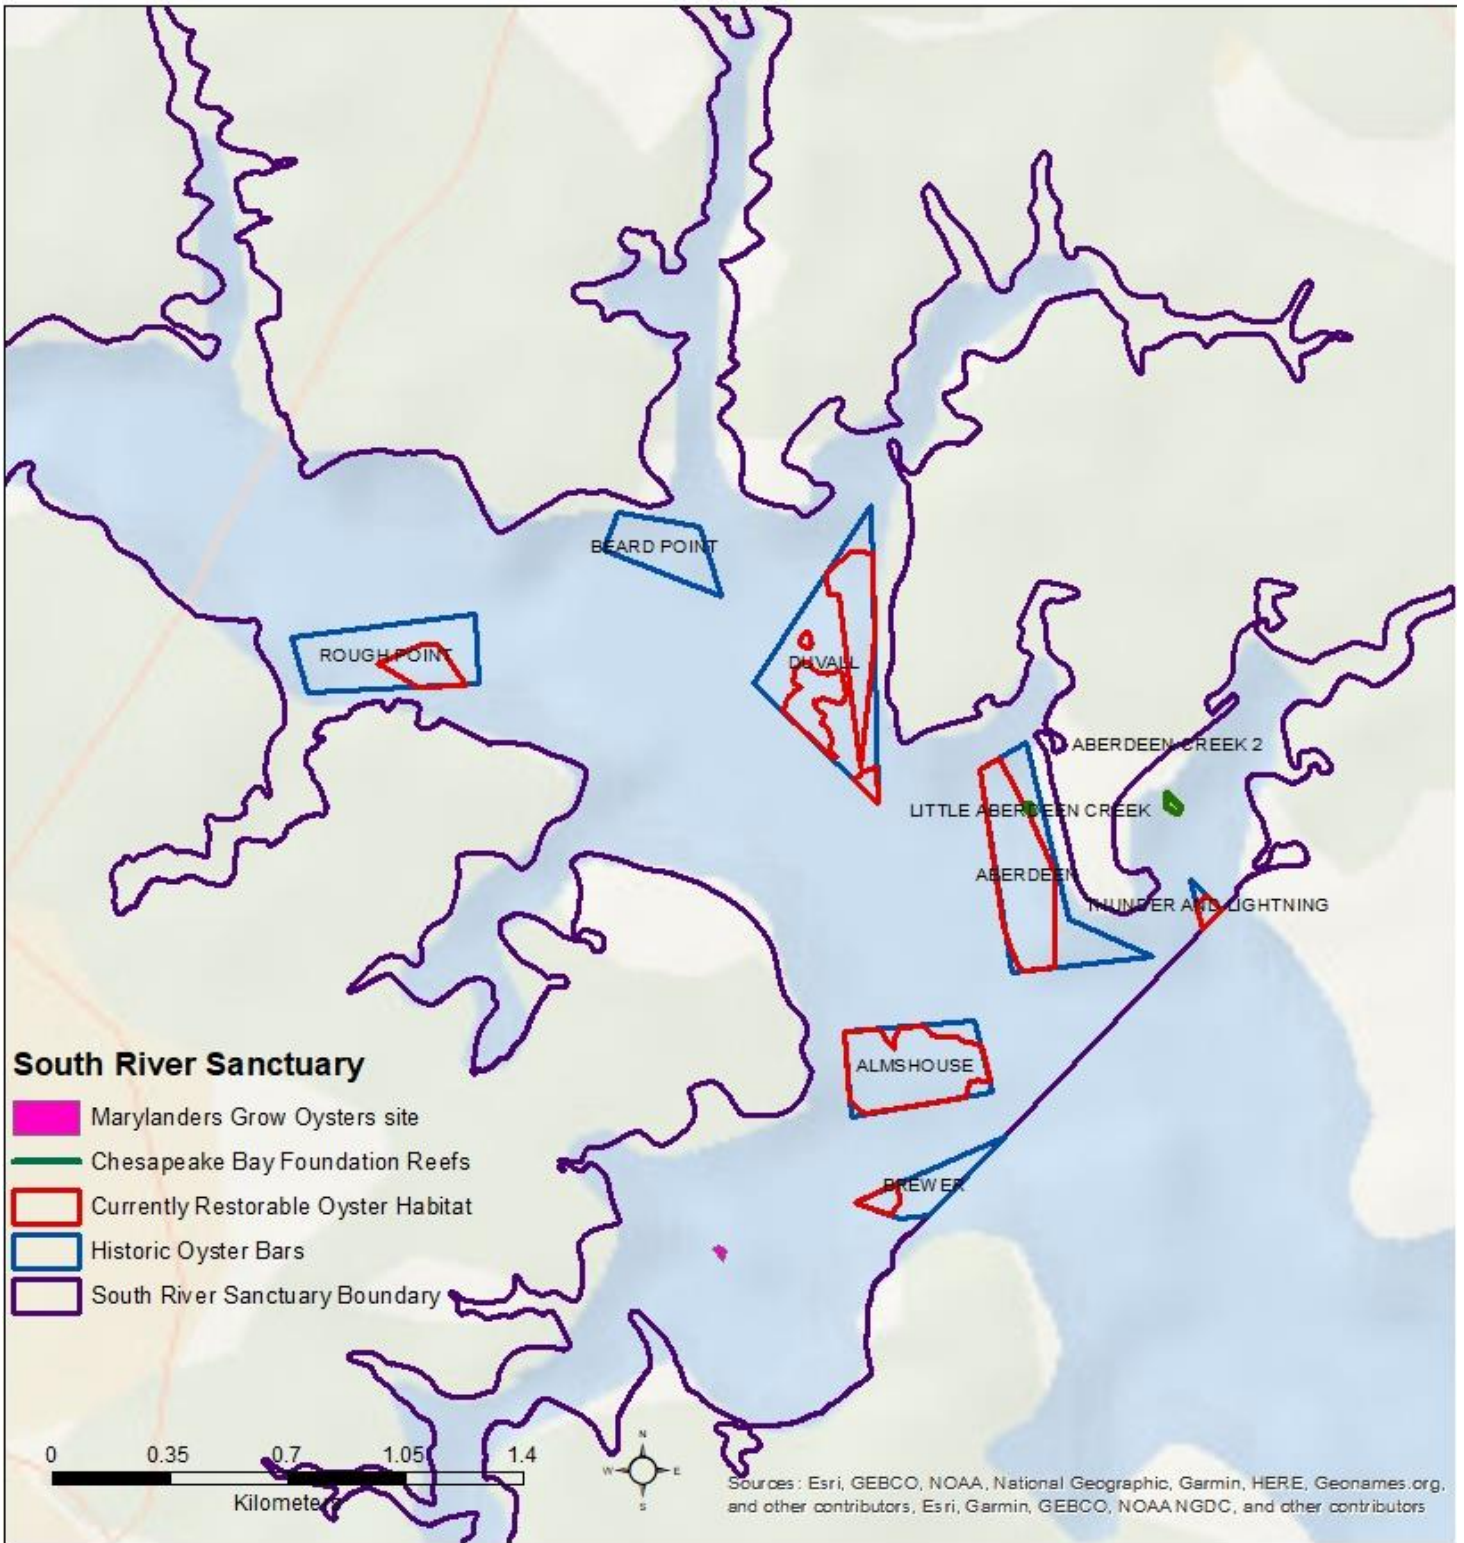 BEARD POINT
ROUGH POINT
DUVALL
ABERDEEN CREEK 2
LITTLE ABERDEEN CREEK
ABERDEEN
THUNDER AND LIGHTNING
ALMSHOUSE
BREWER
South River Sanctuary
Marylanders Grow Oysters site
Chesapeake Bay Foundation Reefs
Currently Restorable Oyster Habitat
Historic Oyster Bars
South River Sanctuary Boundary
0 0.35 0.7 1.05 1.4
Kilometers
N
W E
S
Sources: Esri, GEBCO, NOAA, National Geographic, Garmin, HERE, Geonames.org,
and other contributors, Esri, Garmin, GEBCO, NOAA NGDC, and other contributors